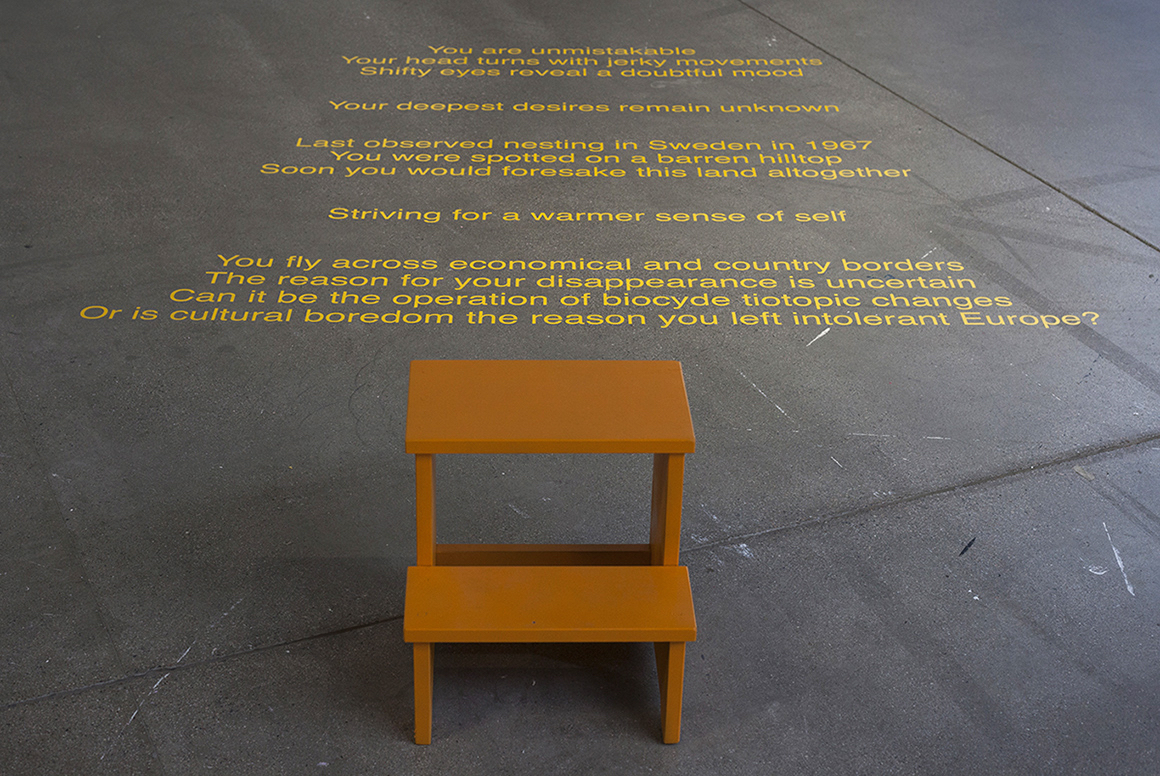 You are unmistakable
Your head turns with jerky movements
Shifty eyes reveal a doubtful mood
Your deepest desires remain unknown
Last observed nesting in Sweden in 1967
You were spotted on a barren hilltop
Soon you would foresake this land altogether
Striving for a warmer sense of self
You fly across economical and country borders
The reason for your disappearance is uncertain
Can it be the operation of biocyde tiotopic changes
Or is cultural boredom the reason you left intolerant Europe?